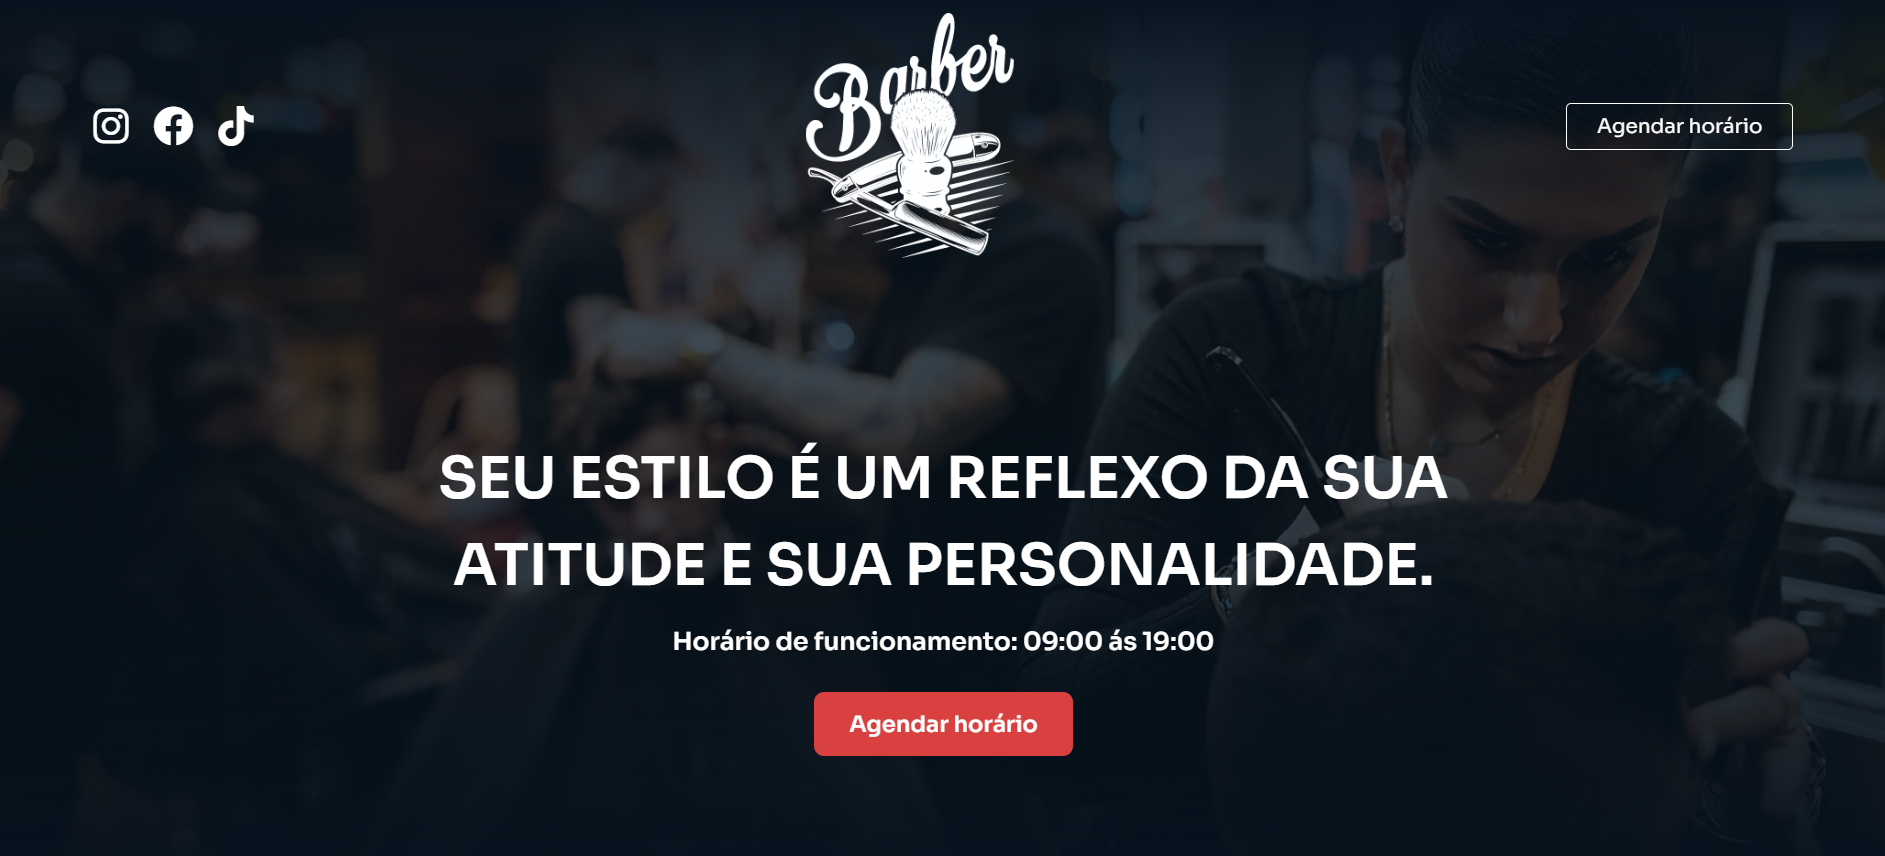 Barber
Agendar horário
SEU ESTILO É UM REFLEXO DA SUA
ATITUDE E SUA PERSONALIDADE.
Horário de funcionamento: 09:00 ás 19:00
Agendar horário